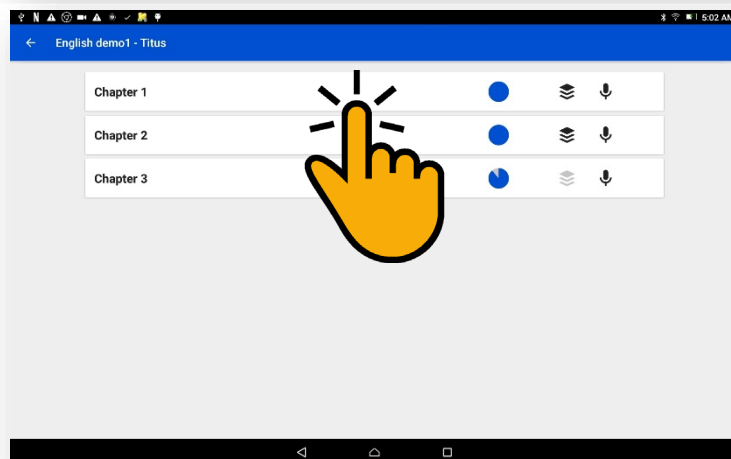 5:02 AM
English demo1 - Titus
Chapter 1
Chapter 2
Chapter 3